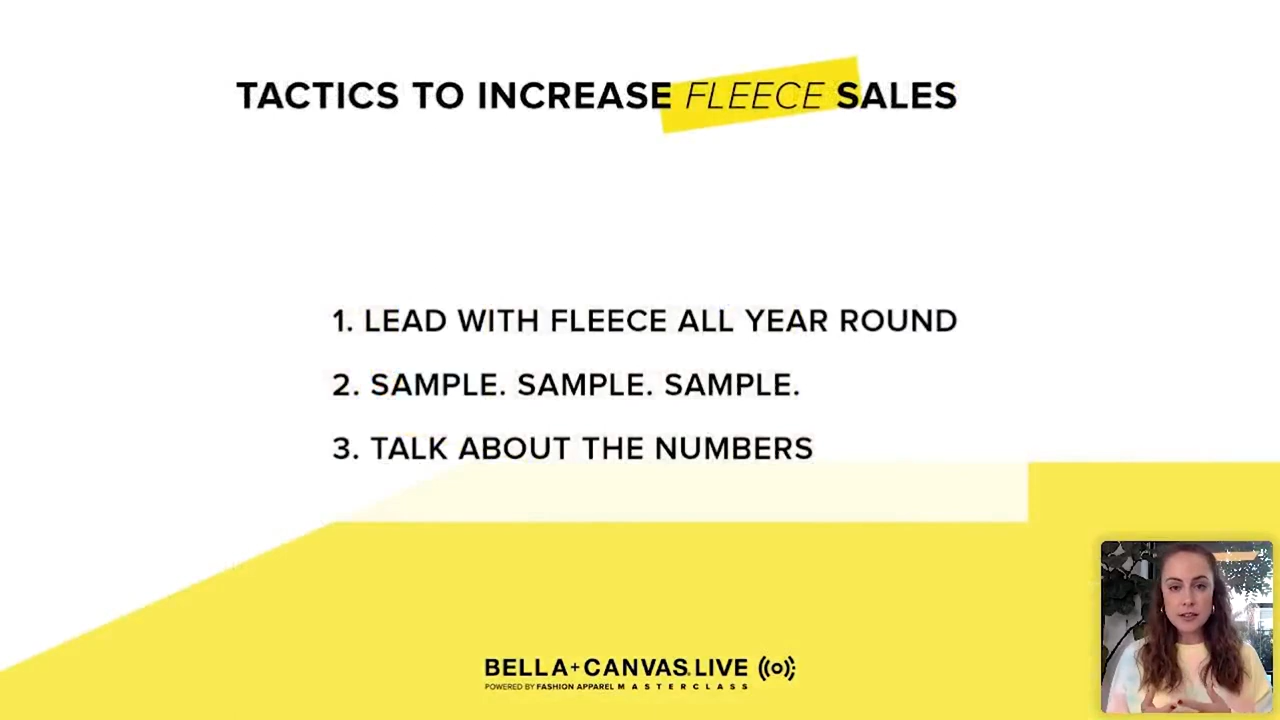 TACTICS TO INCREASE FLEECE SALES
1. LEAD WITH FLEECE ALL YEAR ROUND
2. SAMPLE. SAMPLE. SAMPLE.
3. TALK ABOUT THE NUMBERS
BELLA+CANVAS.LIVE
POWERED BY FASHION APPAREL MASTERCLASS